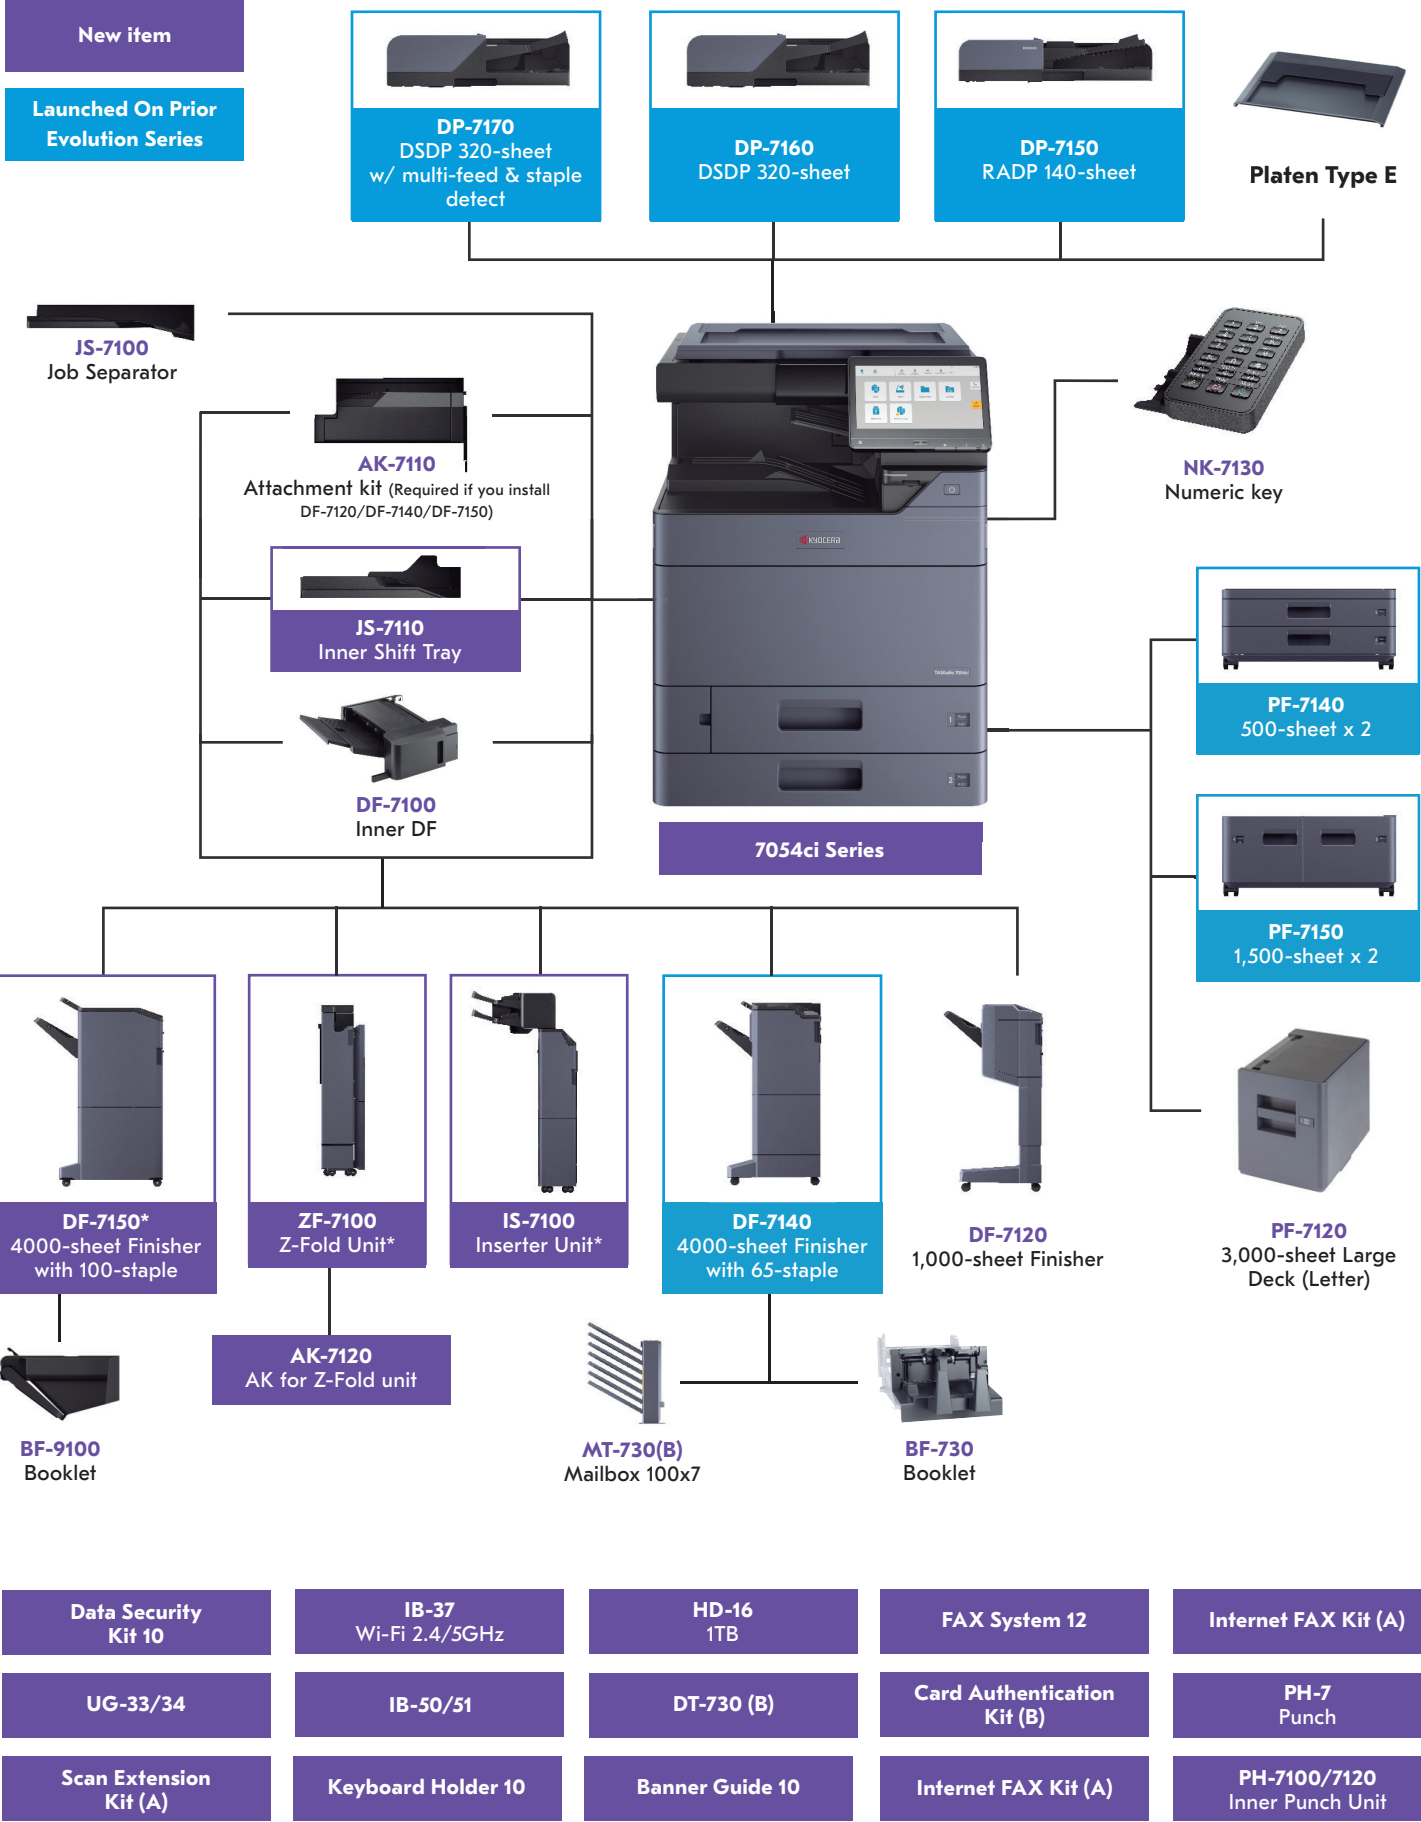 New item
Launched On Prior
Evolution Series
DP-7170
DSDP 320-sheet
w/ multi-feed & staple
detect
DP-7160
DSDP 320-sheet
DP-7150
RADP 140-sheet
Platen Type E
JS-7100
Job Separator
AK-7110
Attachment kit (Required if you install
DF-7120/DF-7140/DF-7150)
JS-7110
Inner Shift Tray
DF-7100
Inner DF
KYOCERA
TASKalfa 7054ci
1
2
7054ci Series
NK-7130
Numeric key
PF-7140
500-sheet x 2
PF-7150
1,500-sheet x 2
PF-7120
3,000-sheet Large
Deck (Letter)
DF-7150*
4000-sheet Finisher
with 100-staple
ZF-7100
Z-Fold Unit*
IS-7100
Inserter Unit*
DF-7140
4000-sheet Finisher
with 65-staple
DF-7120
1,000-sheet Finisher
BF-9100
Booklet
AK-7120
AK for Z-Fold unit
MT-730(B)
Mailbox 100x7
BF-730
Booklet
Data Security
Kit 10
IB-37
Wi-Fi 2.4/5GHz
HD-16
1TB
FAX System 12
Internet FAX Kit (A)
UG-33/34
IB-50/51
DT-730 (B)
Card Authentication
Kit (B)
PH-7
Punch
Scan Extension
Kit (A)
Keyboard Holder 10
Banner Guide 10
Internet FAX Kit (A)
PH-7100/7120
Inner Punch Unit